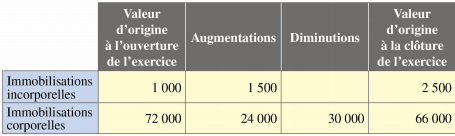 Valeur d'origine à l'ouverture de l'exercice
Augmentations
Diminutions
Valeur d'origine à la clôture de l'exercice
Immobilisations incorporelles
1 000
1 500
2 500
Immobilisations corporelles
72 000
24 000
30 000
66 000